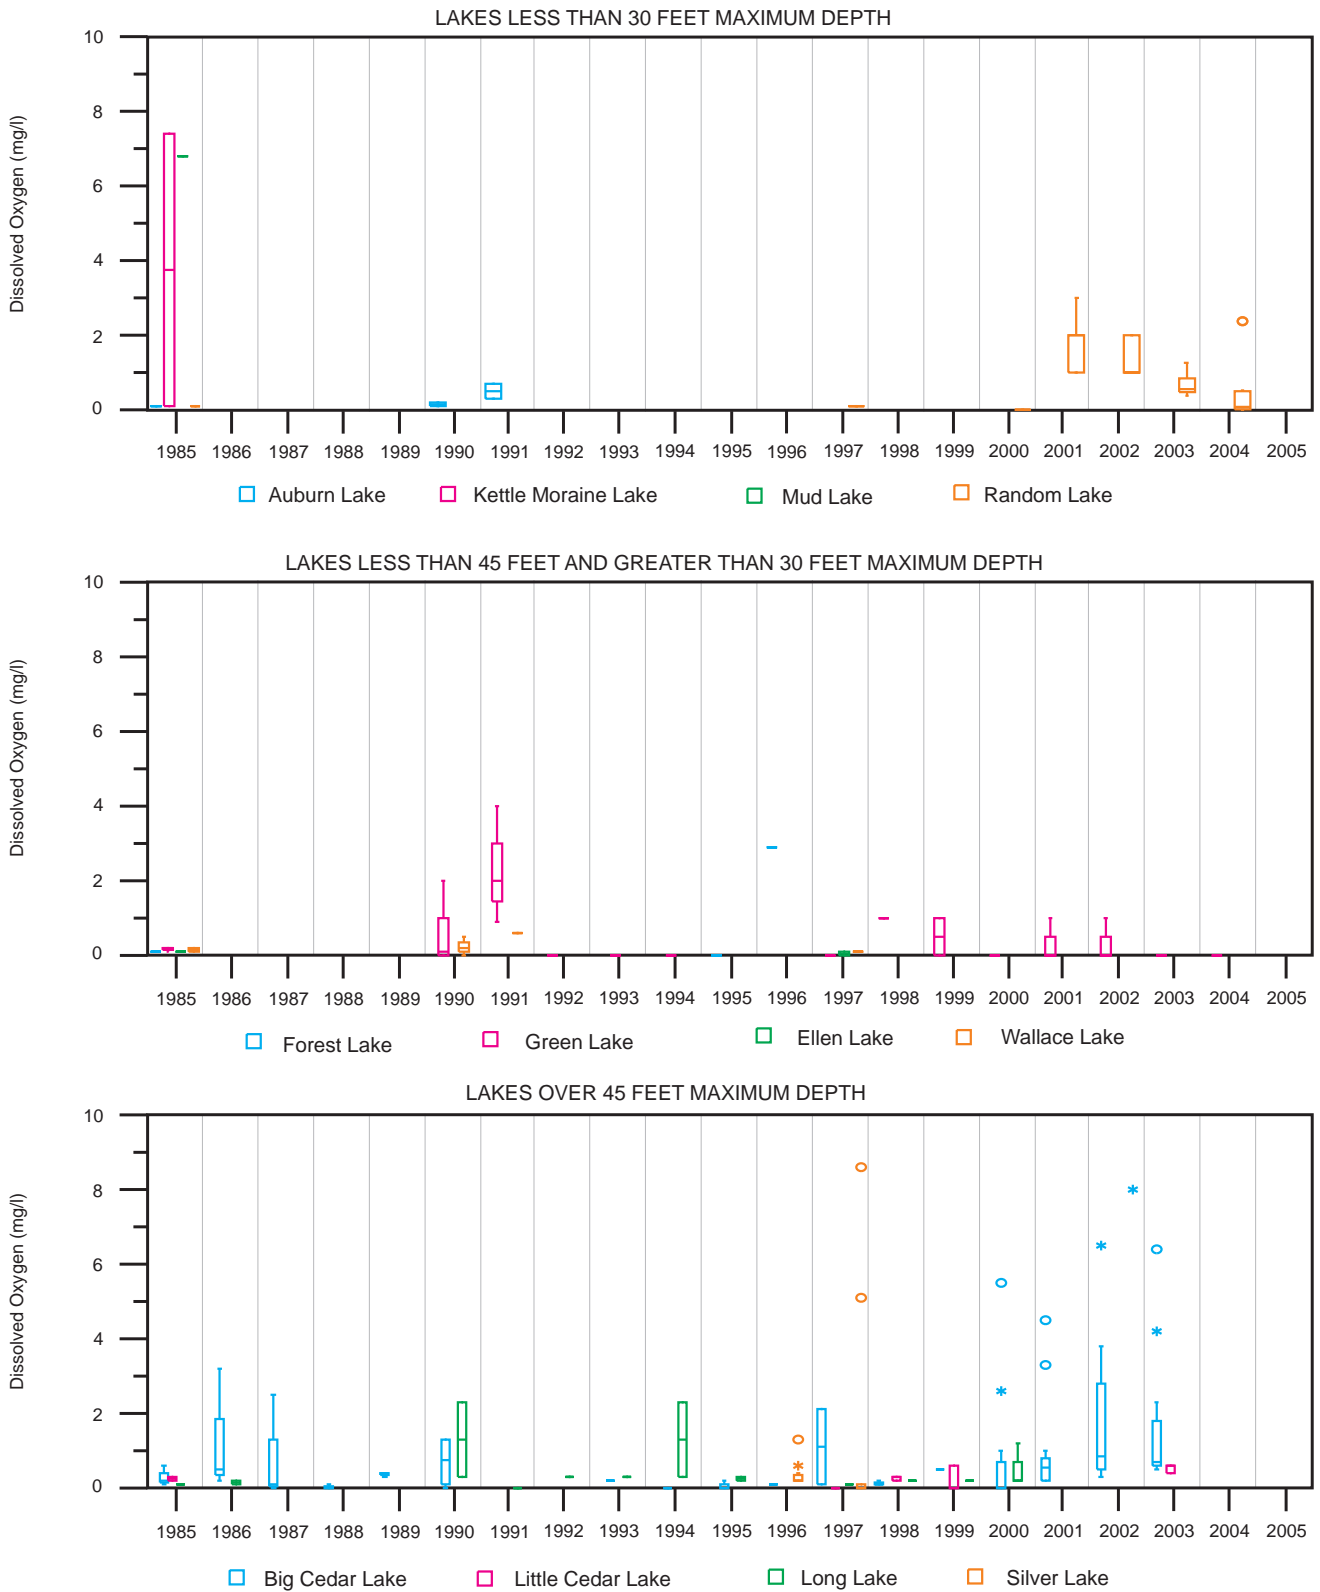 LAKES LESS THAN 30 FEET MAXIMUM DEPTH
Dissolved Oxygen (mg/l)
10
8
6
4
2
0
1985 1986 1987 1988 1989 1990 1991 1992 1993 1994 1995 1996 1997 1998 1999 2000 2001 2002 2003 2004 2005
Auburn Lake Kettle Moraine Lake Mud Lake Random Lake
LAKES LESS THAN 45 FEET AND GREATER THAN 30 FEET MAXIMUM DEPTH
Dissolved Oxygen (mg/l)
10
8
6
4
2
0
1985 1986 1987 1988 1989 1990 1991 1992 1993 1994 1995 1996 1997 1998 1999 2000 2001 2002 2003 2004 2005
Forest Lake Green Lake Ellen Lake Wallace Lake
LAKES OVER 45 FEET MAXIMUM DEPTH
Dissolved Oxygen (mg/l)
10
8
6
4
2
0
1985 1986 1987 1988 1989 1990 1991 1992 1993 1994 1995 1996 1997 1998 1999 2000 2001 2002 2003 2004 2005
Big Cedar Lake Little Cedar Lake Long Lake Silver Lake